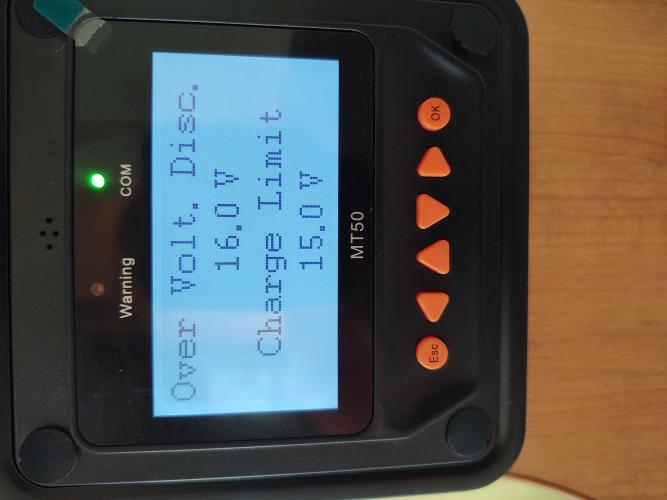 Warning COM
Over Volt. Disc.
16.0 V
Charge Limit
15.0 V
MT50
Esc OK